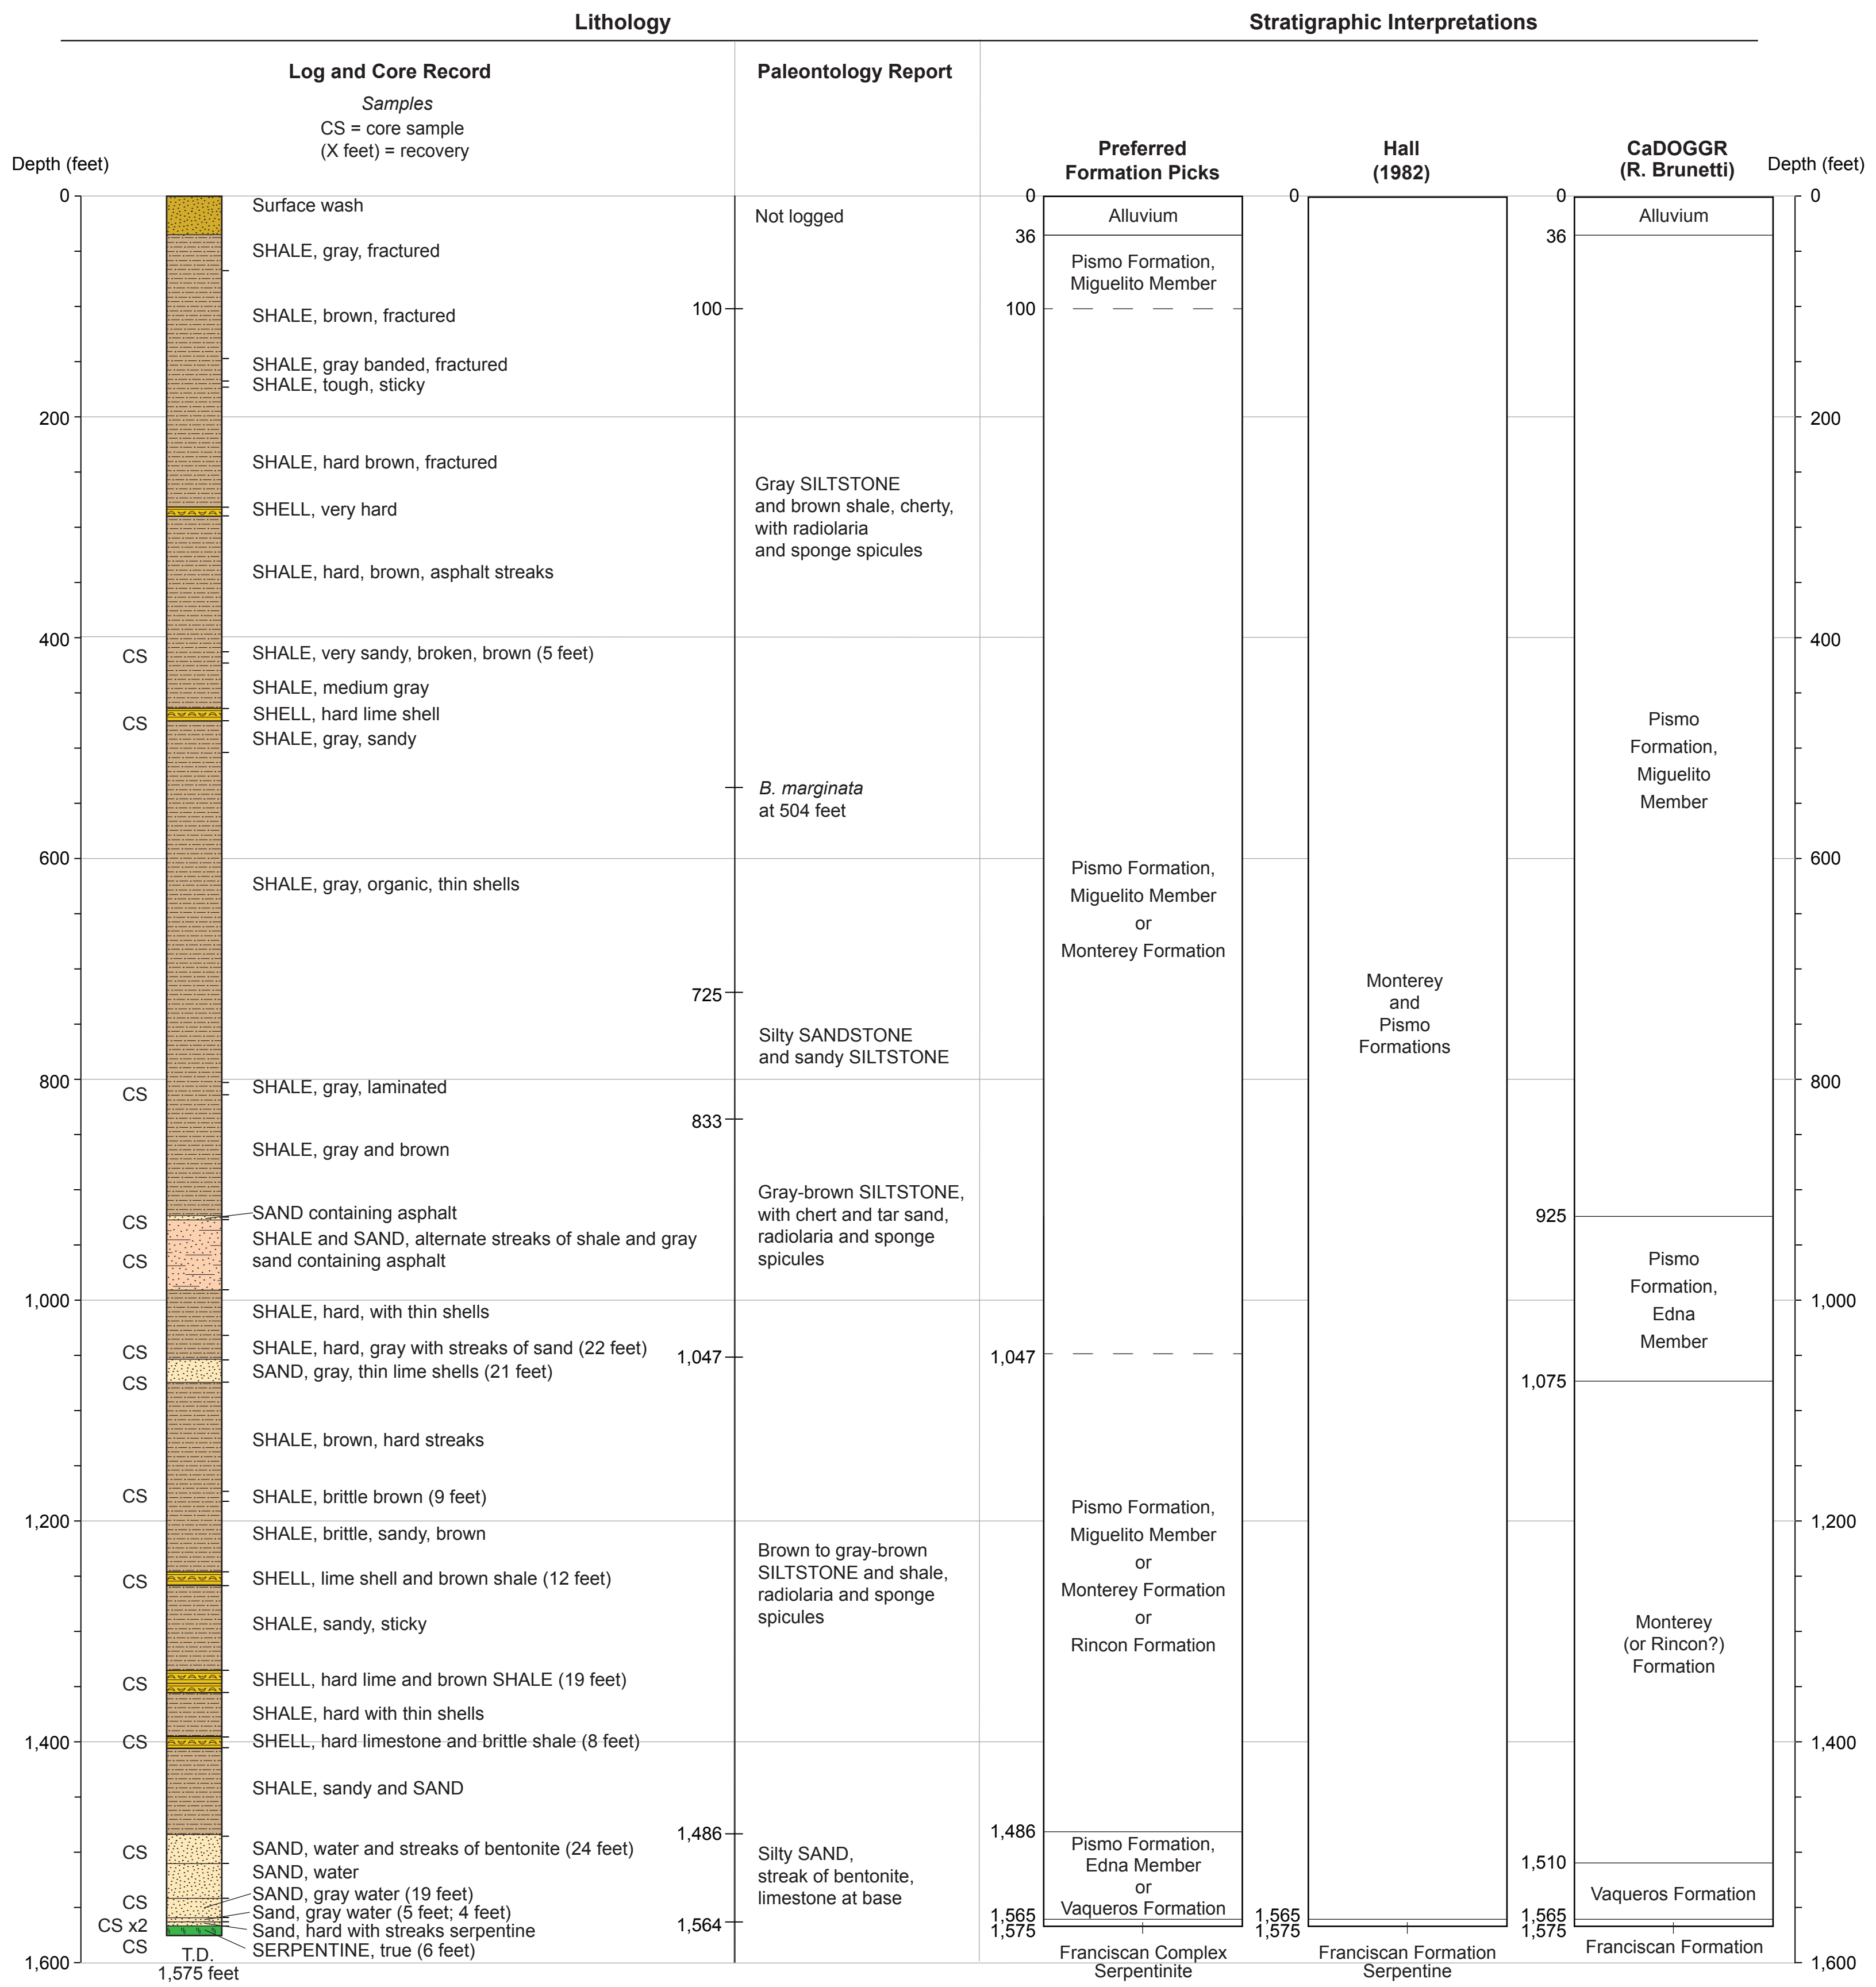 Lithology
Stratigraphic Interpretations
Log and Core Record
Samples
CS = core sample
(X feet) = recovery
Paleontology Report
Preferred
Formation Picks
Hall
(1982)
CaDOGGR
(R. Brunetti)
Depth (feet)
0
200
400
600
800
1,000
1,200
1,400
1,600
CS
CS
CS
CS
CS
CS
CS
CS
CS
CS
CS
CS
CS
CS x2
CS
T.D.
1,575 feet
Surface wash
SHALE, gray, fractured
SHALE, brown, fractured
SHALE, gray banded, fractured
SHALE, tough, sticky
SHALE, hard brown, fractured
SHELL, very hard
SHALE, hard, brown, asphalt streaks
SHALE, very sandy, broken, brown (5 feet)
SHALE, medium gray
SHELL, hard lime shell
SHALE, gray, sandy
SHALE, gray, organic, thin shells
SHALE, gray, laminated
SHALE, gray and brown
SAND containing asphalt
SHALE and SAND, alternate streaks of shale and gray
sand containing asphalt
SHALE, hard, with thin shells
SHALE, hard, gray with streaks of sand (22 feet)
SAND, gray, thin lime shells (21 feet)
SHALE, brown, hard streaks
SHALE, brittle brown (9 feet)
SHALE, brittle, sandy, brown
SHELL, lime shell and brown shale (12 feet)
SHALE, sandy, sticky
SHELL, hard lime and brown SHALE (19 feet)
SHALE, hard with thin shells
SHELL, hard limestone and brittle shale (8 feet)
SHALE, sandy and SAND
SAND, water and streaks of bentonite (24 feet)
SAND, water
SAND, gray water (19 feet)
Sand, gray water (5 feet; 4 feet)
Sand, hard with streaks serpentine
SERPENTINE, true (6 feet)
100
725
833
1,047
1,486
1,564
Not logged
Gray SILTSTONE
and brown shale, cherty,
with radiolaria
and sponge spicules
B. marginata
at 504 feet
Silty SANDSTONE
and sandy SILTSTONE
Gray-brown SILTSTONE,
with chert and tar sand,
radiolaria and sponge
spicules
Brown to gray-brown
SILTSTONE and shale,
radiolaria and sponge
spicules
Silty SAND,
streak of bentonite,
limestone at base
0
36
100
1,047
1,486
1,565
1,575
Alluvium
Pismo Formation,
Miguelito Member
Pismo Formation,
Miguelito Member
or
Monterey Formation
Pismo Formation,
Miguelito Member
or
Monterey Formation
or
Rincon Formation
Pismo Formation,
Edna Member
or
Vaqueros Formation
Franciscan Complex
Serpentinite
0
1,565
1,575
Monterey
and
Pismo
Formations
Franciscan Formation
Serpentine
0
36
925
1,075
1,510
1,565
1,575
Alluvium
Pismo
Formation,
Miguelito
Member
Pismo
Formation,
Edna
Member
Monterey
(or Rincon?)
Formation
Vaqueros Formation
Franciscan Formation
Depth (feet)
0
200
400
600
800
1,000
1,200
1,400
1,600